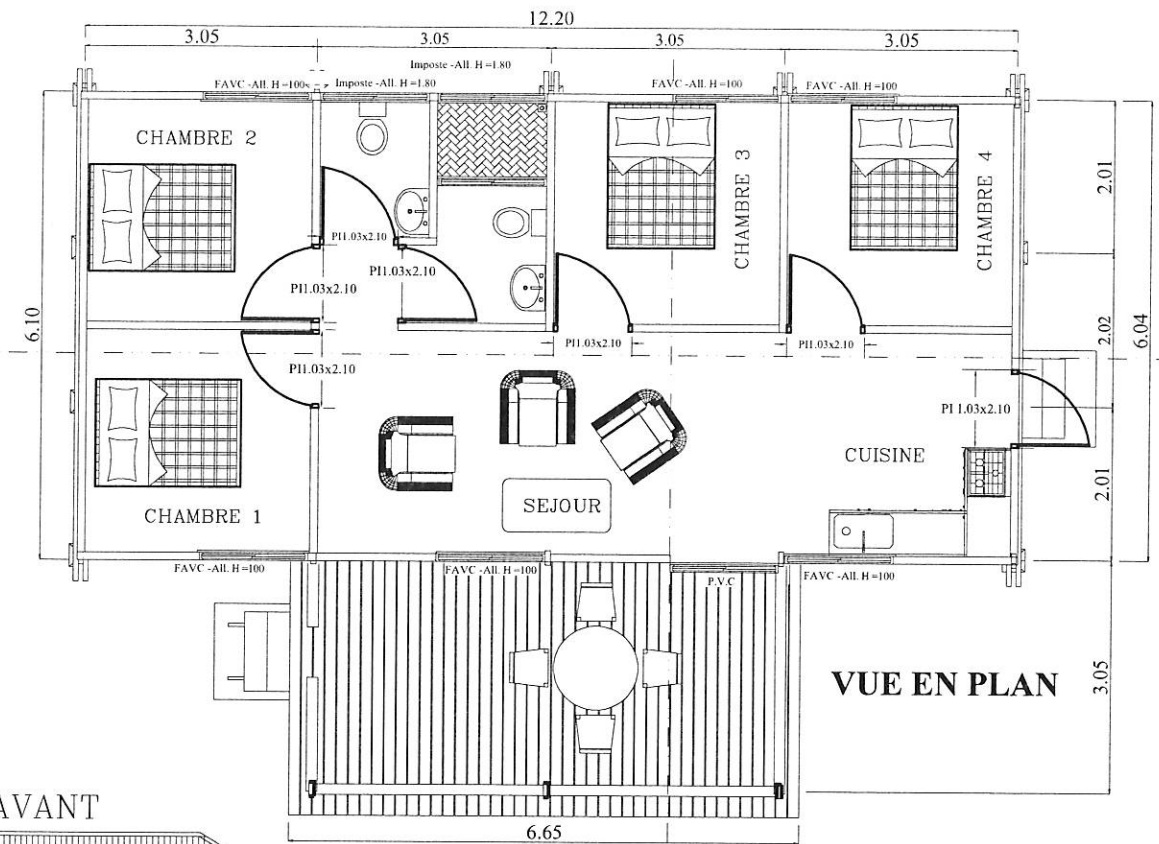 12.20
3.05 3.05 3.05 3.05
Imposte -All. H =1.80
FAVC -All. H =100 Imposte -All. H =1.80 FAVC -All. H =100 FAVC -All. H =100
CHAMBRE 2
CHAMBRE 3
CHAMBRE 4
2.01
PI1.03x2.10
PI1.03x2.10
PI1.03x2.10
6.10
2.02
6.04
PI1.03x2.10 PI1.03x2.10
PI1.03x2.10
PI 1.03x2.10
CUISINE
2.01
SEJOUR
CHAMBRE 1
FAVC -All. H =100 FAVC -All. H =100 P.V.C FAVC -All. H =100
VUE EN PLAN
3.05
AVANT
6.65